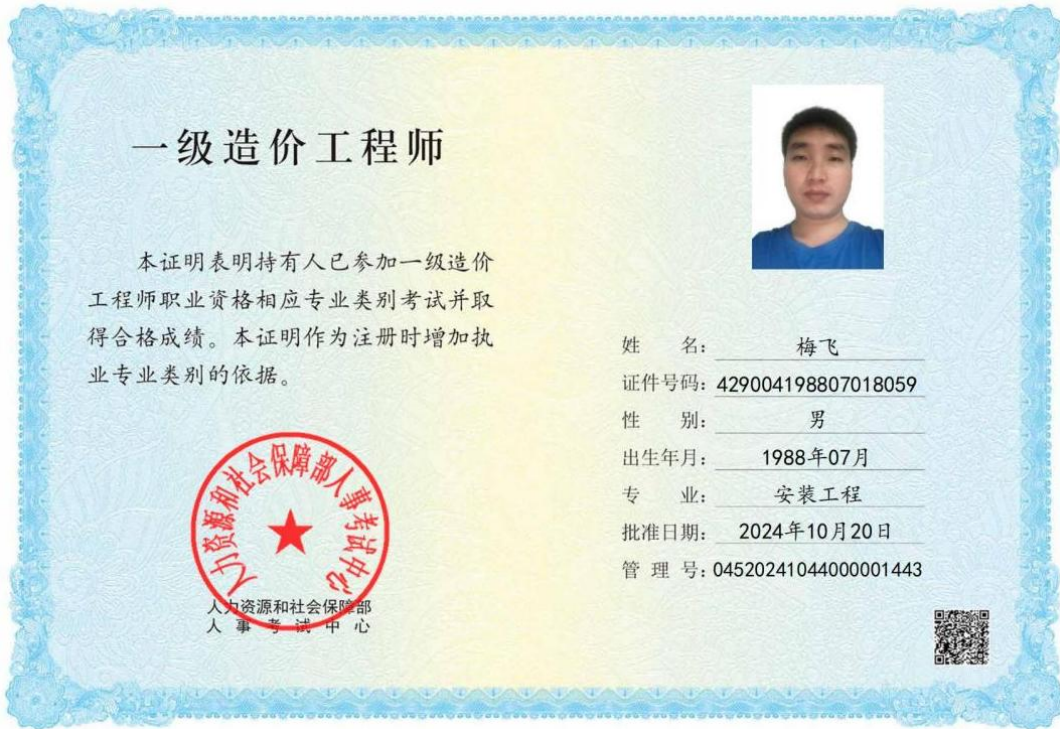 一级造价工程师
本证明表明持有人已参加一级造价
工程师职业资格相应专业类别考试并取
得合格成绩。本证明作为注册时增加执
业专业类别的依据。
人力资源和社会保障部人事考试中心
人力资源和社会保障部
人事考试中心
姓 名: 梅飞
证件号码: 429004198807018059
性 别: 男
出生年月: 1988年07月
专 业: 安装工程
批准日期: 2024年10月20日
管 理 号: 04520241044000001443